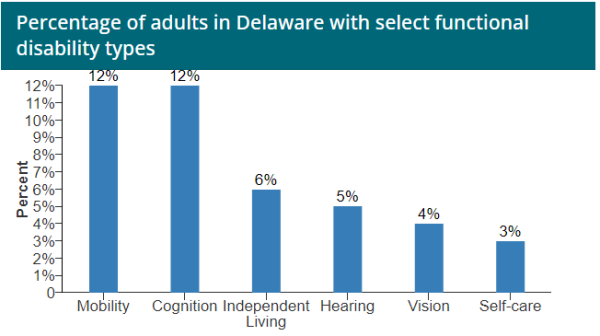 Percentage of adults in Delaware with select functional
disability types
12%
12%
6%
5%
4%
3%
12%
11%
10%
9%
8%
7%
6%
5%
4%
3%
2%
1%
0
Percent
Mobility
Cognition
Independent
Living
Hearing
Vision
Self-care